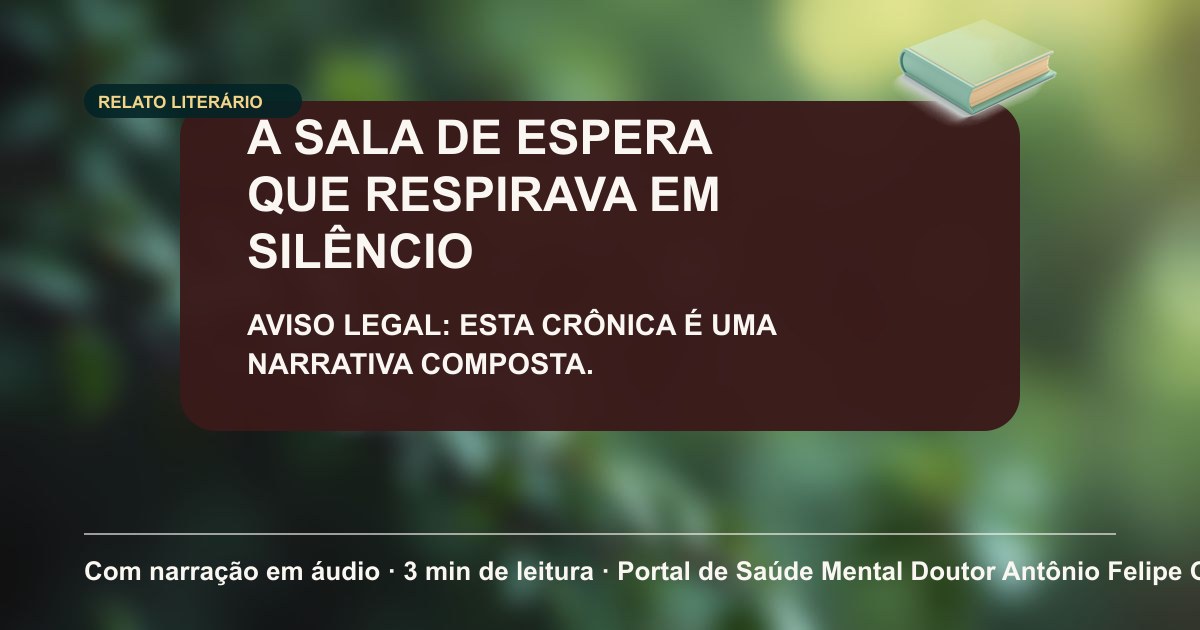 RELATO LITERÁRIO
A SALA DE ESPERA
QUE RESPIRAVA EM
SILÊNCIO
AVISO LEGAL: ESTA CRÔNICA É UMA
NARRATIVA COMPOSTA.
Com narração em áudio · 3 min de leitura · Portal de Saúde Mental Doutor Antônio Felipe